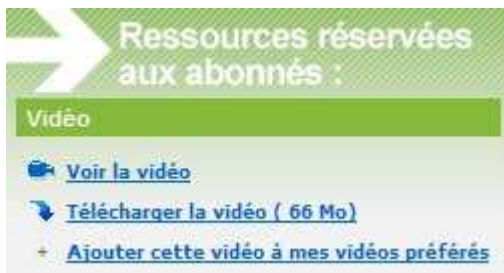 Ressources réservées
aux abonnés :
Vidéo
Voir la vidéo
Télécharger la vidéo ( 66 Mo)
+ Ajouter cette vidéo à mes vidéos préférés